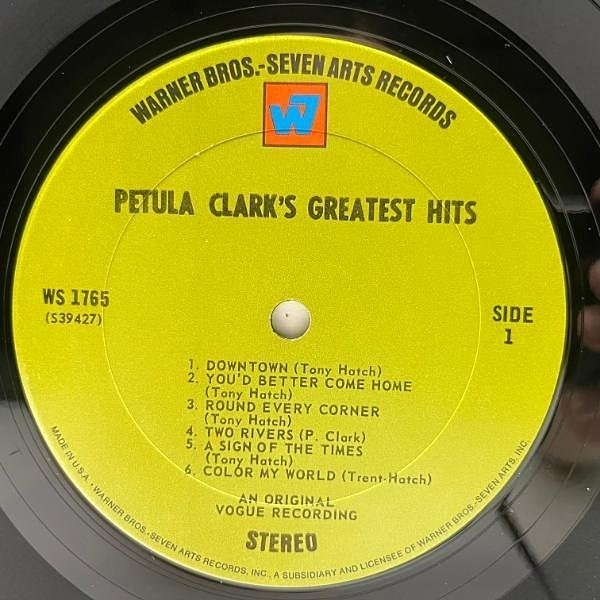 WARNER BROS.-SEVEN ARTS RECORDS
W7
PETULA CLARK'S GREATEST HITS
WS 1765
(S39427)
SIDE
1
1. DOWNTOWN (Tony Hatch)
2. YOU'D BETTER COME HOME
(Tony Hatch)
3. ROUND EVERY CORNER
(Tony Hatch)
4. TWO RIVERS (P. Clark)
5. A SIGN OF THE TIMES
(Tony Hatch)
6. COLOR MY WORLD (Trent-Hatch)
AN ORIGINAL
VOGUE RECORDING
STEREO
MADE IN U.S.A. • WARNER BROS.-SEVEN ARTS RECORDS, INC., A SUBSIDIARY AND LICENSEE OF WARNER BROS.-SEVEN ARTS, INC.